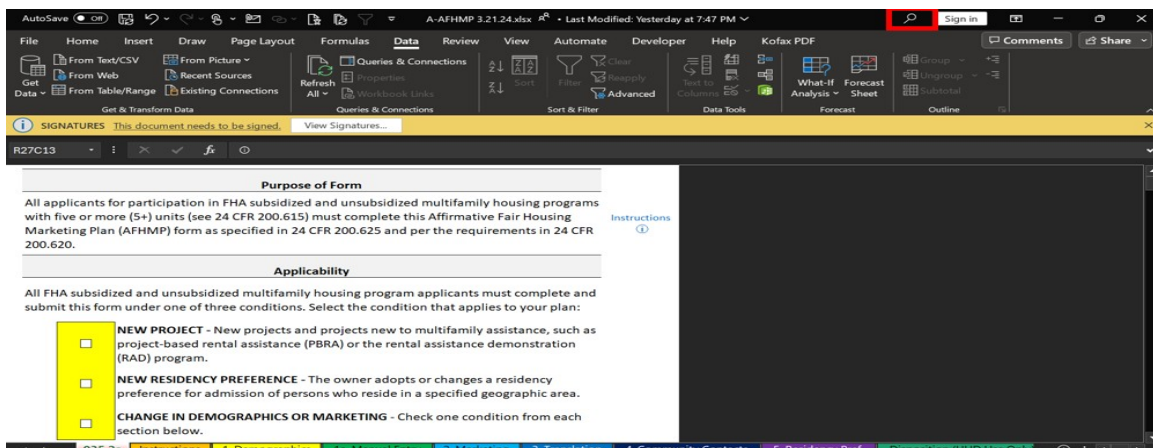 AutoSave Off A-AFHMP 3.21.24.xlsx • Last Modified: Yesterday at 7:47 PM Sign in
File Home Insert Draw Page Layout Formulas Data Review View Automate Developer Help Kofax PDF Comments Share
Get Data
From Text/CSV
From Web
From Table/Range
From Picture
Recent Sources
Existing Connections
Get & Transform Data
Refresh All
Queries & Connections
Properties
Workbook Links
Queries & Connections
Sort
Filter
Clear
Reapply
Advanced
Sort & Filter
Text to Columns
Data Tools
What-If Analysis
Forecast Sheet
Forecast
Group
Ungroup
Subtotal
Outline
SIGNATURES This document needs to be signed. View Signatures...
R27C13 fx
Purpose of Form
All applicants for participation in FHA subsidized and unsubsidized multifamily housing programs
with five or more (5+) units (see 24 CFR 200.615) must complete this Affirmative Fair Housing
Marketing Plan (AFHMP) form as specified in 24 CFR 200.625 and per the requirements in 24 CFR
200.620.
Instructions
Applicability
All FHA subsidized and unsubsidized multifamily housing program applicants must complete and
submit this form under one of three conditions. Select the condition that applies to your plan:
NEW PROJECT - New projects and projects new to multifamily assistance, such as
project-based rental assistance (PBRA) or the rental assistance demonstration
(RAD) program.
NEW RESIDENCY PREFERENCE - The owner adopts or changes a residency
preference for admission of persons who reside in a specified geographic area.
CHANGE IN DEMOGRAPHICS OR MARKETING - Check one condition from each
section below.